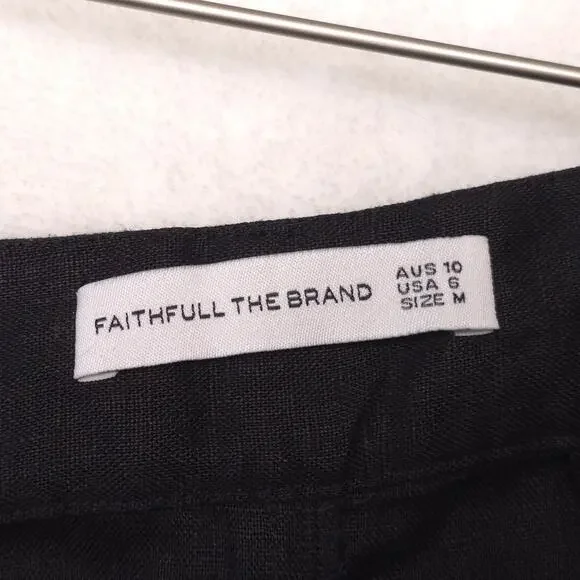 FAITHFULL THE BRAND
AUS 10
USA 6
SIZE M